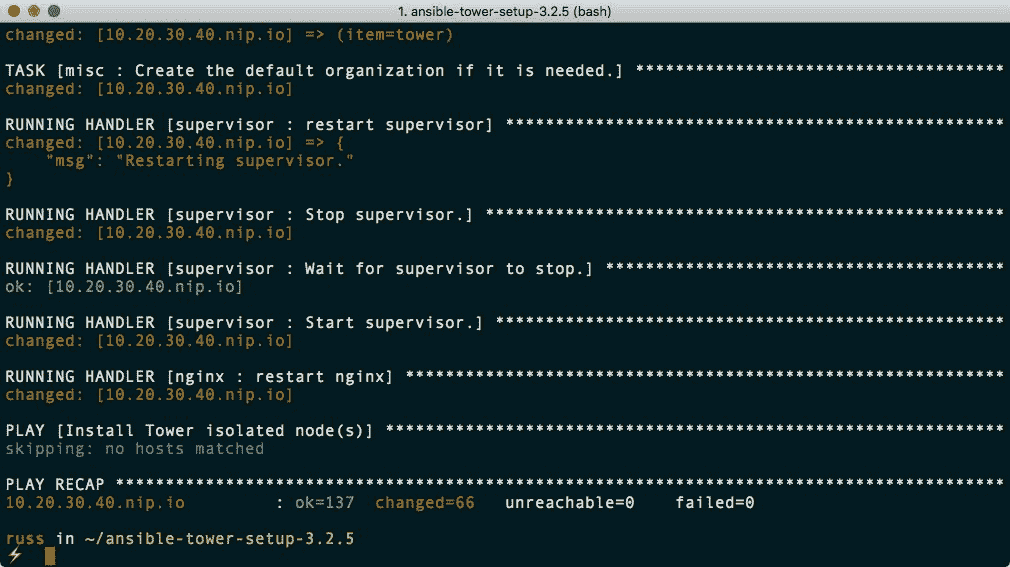 1. ansible-tower-setup-3.2.5 (bash)
changed: [10.20.30.40.nip.io] => (item=tower)
TASK [misc : Create the default organization if it is needed.] *************************************
changed: [10.20.30.40.nip.io]
RUNNING HANDLER [supervisor : restart supervisor] **************************************************
changed: [10.20.30.40.nip.io] => {
    "msg": "Restarting supervisor."
}
RUNNING HANDLER [supervisor : Stop supervisor.] ****************************************************
changed: [10.20.30.40.nip.io]
RUNNING HANDLER [supervisor : Wait for supervisor to stop.] ****************************************
ok: [10.20.30.40.nip.io]
RUNNING HANDLER [supervisor : Start supervisor.] ***************************************************
changed: [10.20.30.40.nip.io]
RUNNING HANDLER [nginx : restart nginx] ************************************************************
changed: [10.20.30.40.nip.io]
PLAY [Install Tower isolated node(s)] **************************************************************
skipping: no hosts matched
PLAY RECAP *****************************************************************************************
10.20.30.40.nip.io         : ok=137  changed=66   unreachable=0    failed=0
russ in ~/ansible-tower-setup-3.2.5
⚡